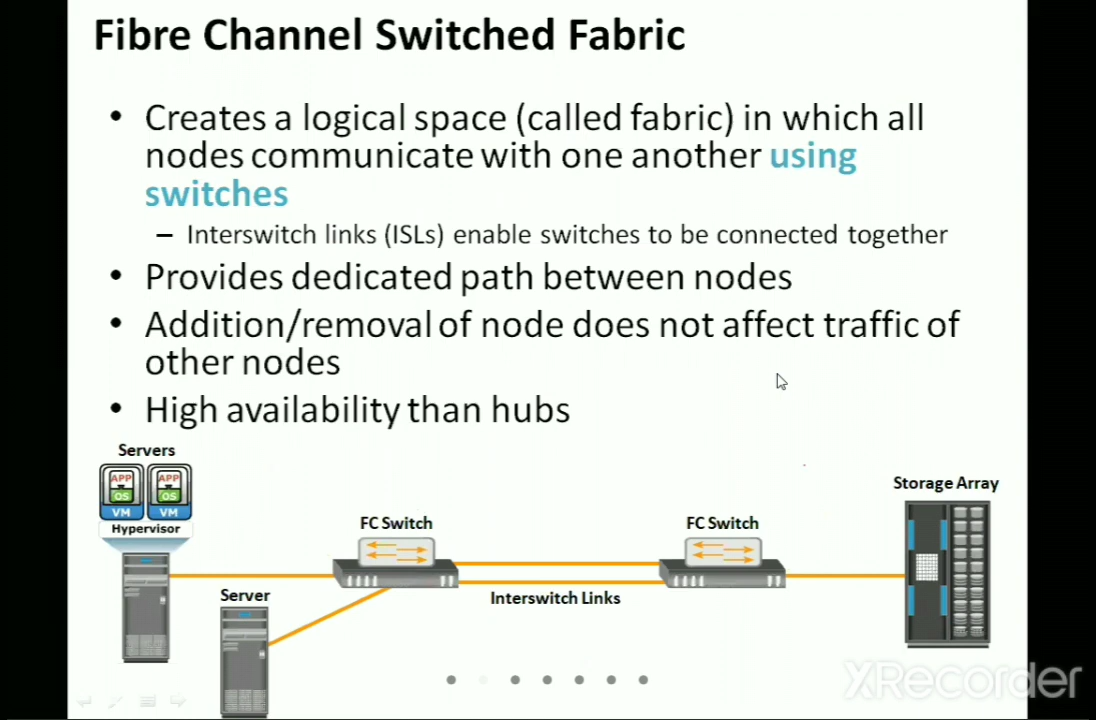 Fibre Channel Switched Fabric
• Creates a logical space (called fabric) in which all
nodes communicate with one another using
switches
– Interswitch links (ISLs) enable switches to be connected together
• Provides dedicated path between nodes
• Addition/removal of node does not affect traffic of
other nodes
• High availability than hubs
Servers
APP APP
OS OS
VM VM
Hypervisor
Server
FC Switch
Interswitch Links
FC Switch
Storage Array
XRecorder